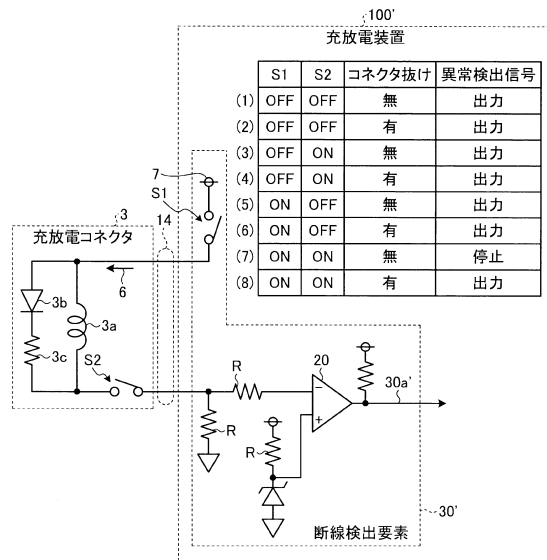 100'
充放電装置
S1 S2 コネクタ抜け 異常検出信号
(1) OFF OFF 無 出力
(2) OFF OFF 有 出力
(3) OFF ON 無 出力
(4) OFF ON 有 出力
(5) ON OFF 無 出力
(6) ON OFF 有 出力
(7) ON ON 無 停止
(8) ON ON 有 出力
7
S1
3
14
充放電コネクタ
6
3b
3a
3c
S2
R
20
30a'
−
+
R
R
30'
断線検出要素